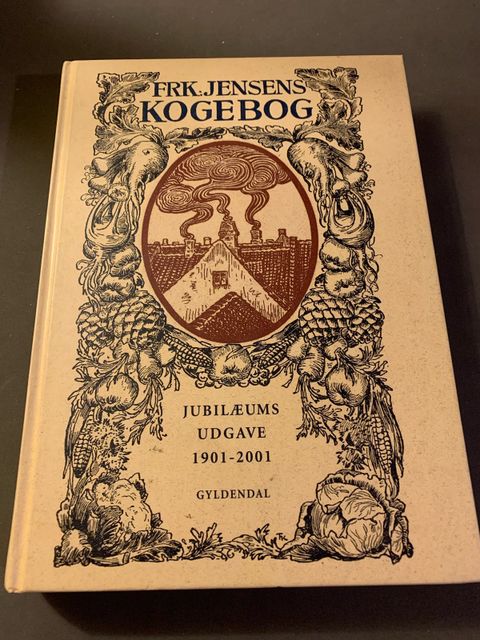 FRK. JENSENS
KOGEBOG
JUBILÆUMS
UDGAVE
1901-2001
GYLDENDAL